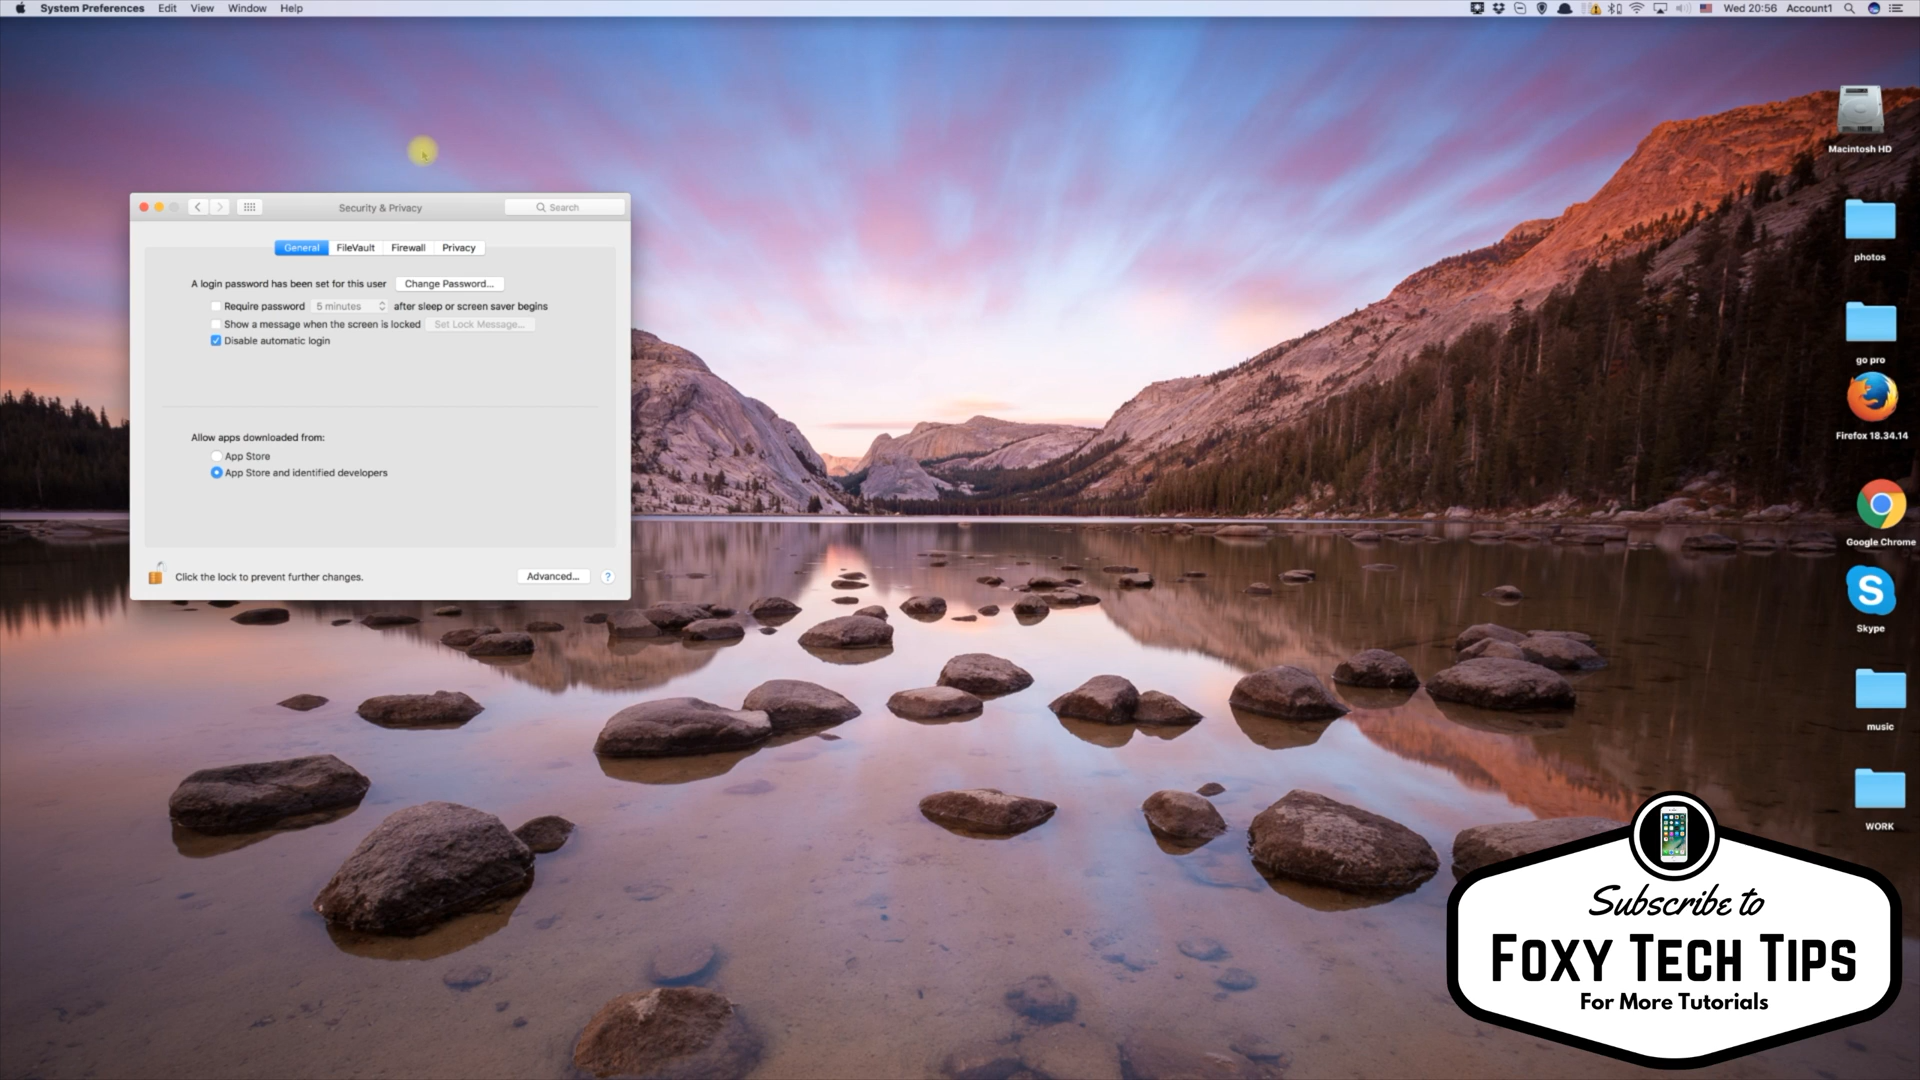 System Preferences Edit View Window Help
Wed 20:56 Account1
Macintosh HD
photos
go pro
Firefox 18.34.14
Google Chrome
Skype
music
WORK
Security & Privacy
Search
General FileVault Firewall Privacy
A login password has been set for this user Change Password...
Require password 5 minutes after sleep or screen saver begins
Show a message when the screen is locked Set Lock Message...
Disable automatic login
Allow apps downloaded from:
App Store
App Store and identified developers
Click the lock to prevent further changes. Advanced... ?
Subscribe to
FOXY TECH TIPS
For More Tutorials